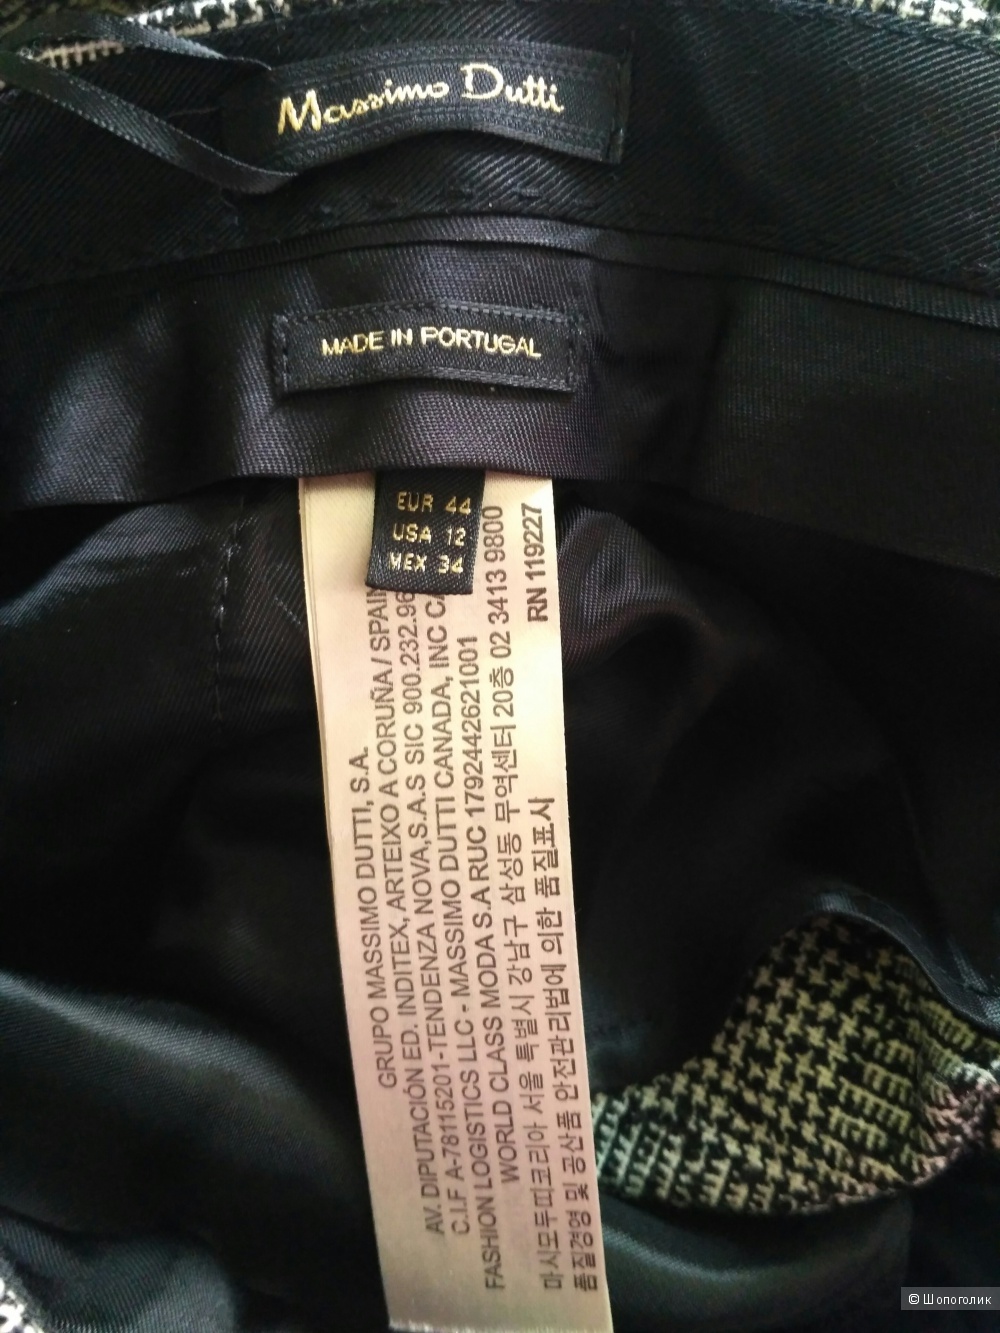 Massimo Dutti
MADE IN PORTUGAL
EUR 44
USA 12
MEX 34
GRUPO MASSIMO DUTTI, S.A.
AV. DIPUTACIÓN ED. INDITEX, ARTEIXO A CORUÑA / SPAIN
C.I.F A-78115201 - TENDENZA NOVA, S.A.S SIC 900.232.96
FASHION LOGISTICS LLC - MASSIMO DUTTI CANADA, INC
WORLD CLASS MODA S.A RUC 1792442621001
마시모두띠코리아 서울 특별시 강남구 삼성동 무역센터 20층 02 3413 9800
품질경영 및 공산품 안전관리법에 의한 품질표시
RN 119227
© Шопоголик